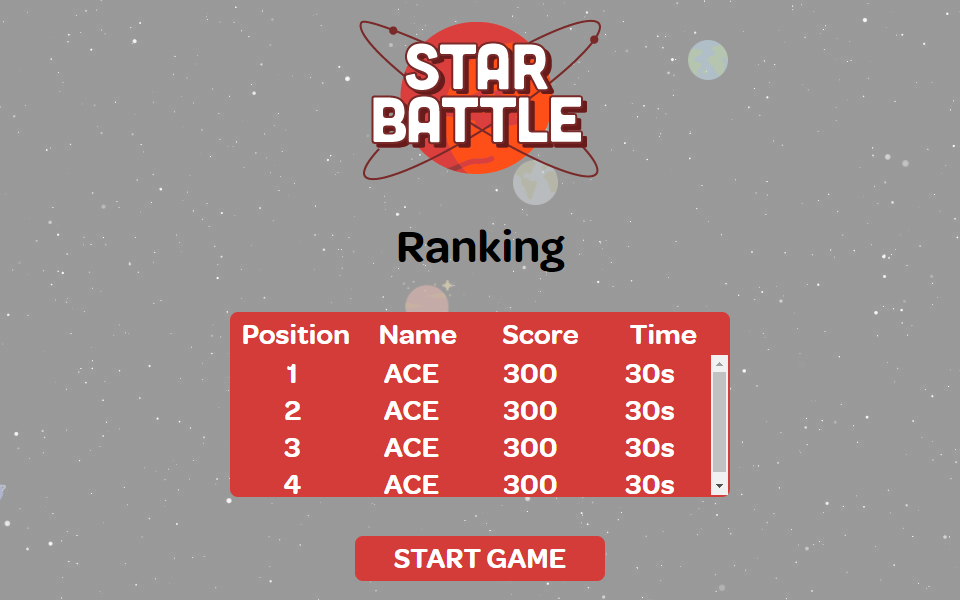 STAR
BATTLE
Ranking
Position Name Score Time
1 ACE 300 30s
2 ACE 300 30s
3 ACE 300 30s
4 ACE 300 30s
START GAME